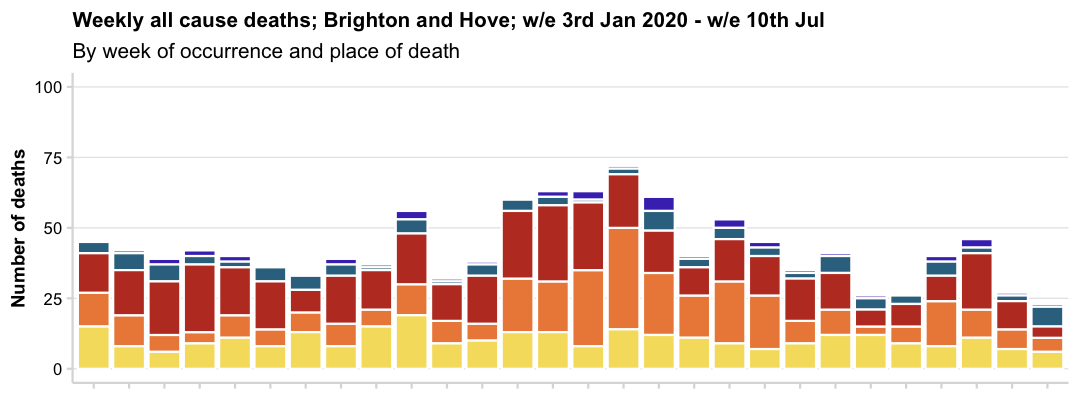 Weekly all cause deaths; Brighton and Hove; w/e 3rd Jan 2020 - w/e 10th Jul
By week of occurrence and place of death
Number of deaths
100
75
50
25
0